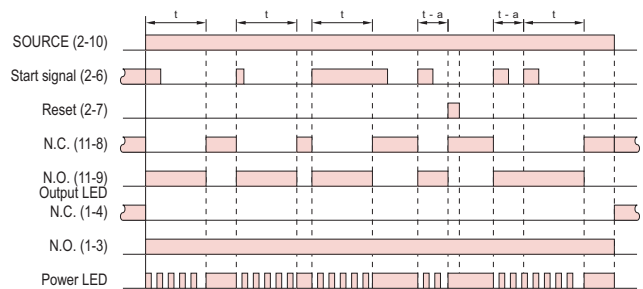 t t t t - a t - a t
SOURCE (2-10)
Start signal (2-6)
Reset (2-7)
N.C. (11-8)
N.O. (11-9)
Output LED
N.C. (1-4)
N.O. (1-3)
Power LED